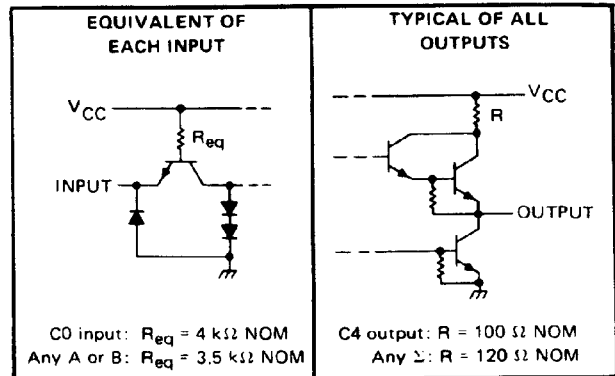 EQUIVALENT OF
EACH INPUT
VCC
Req
INPUT
C0 input: Req = 4 kΩ NOM
Any A or B: Req = 3.5 kΩ NOM
TYPICAL OF ALL
OUTPUTS
VCC
R
OUTPUT
C4 output: R = 100 Ω NOM
Any Σ: R = 120 Ω NOM